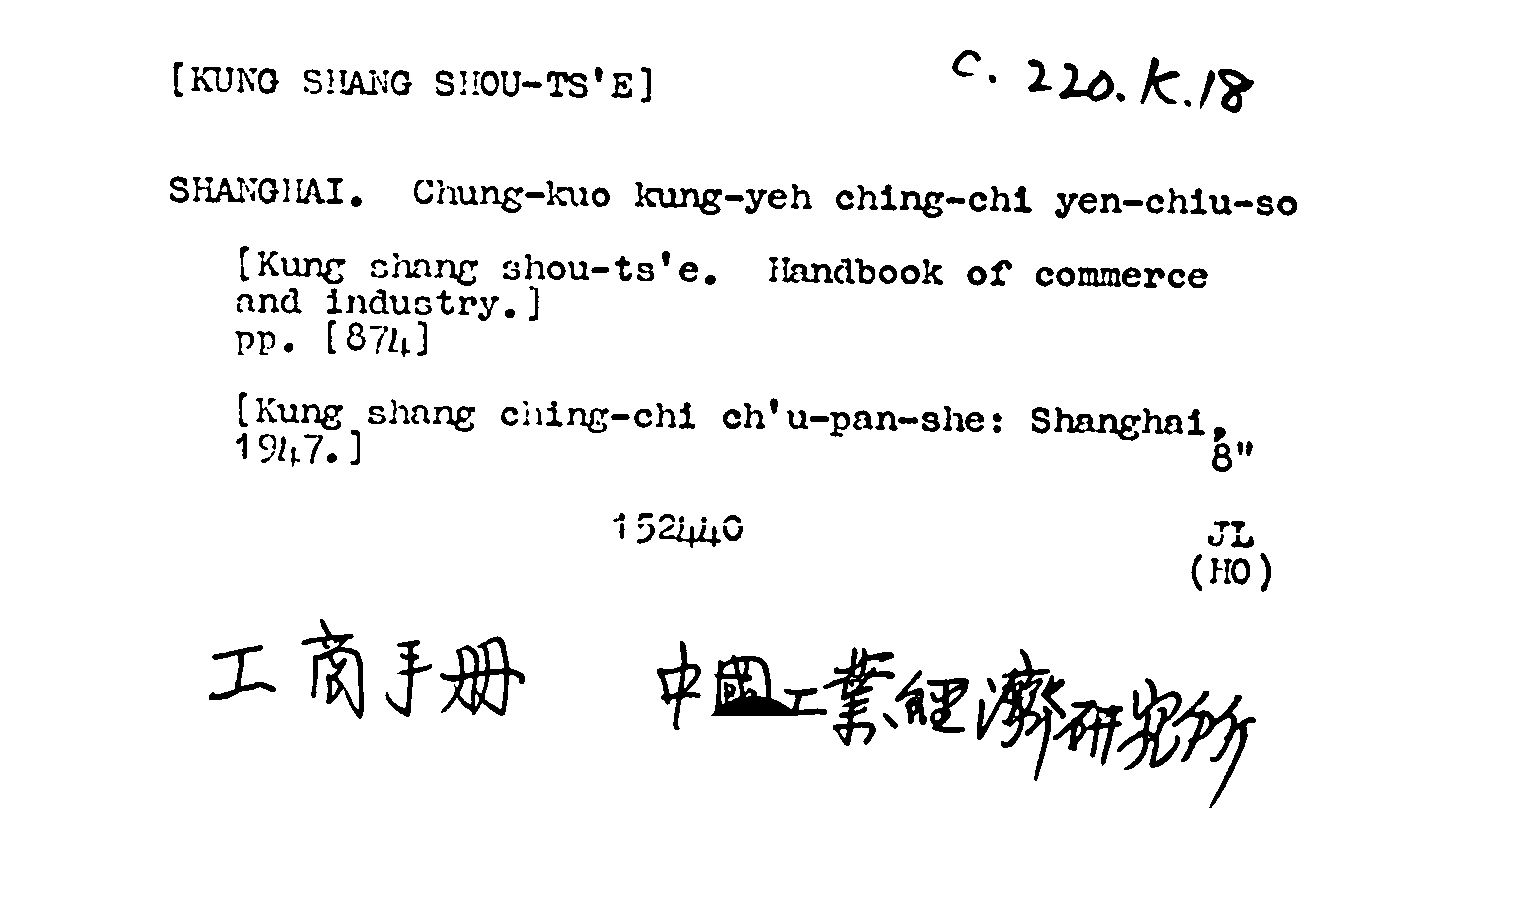 [KUNG SHANG SHOU-TS'E] C. 220.K.18
SHANGHAI. Chung-kuo kung-yeh ching-chi yen-chiu-so
[Kung shang shou-ts'e. Handbook of commerce
and industry.]
pp. [874]
[Kung shang ching-chi ch'u-pan-she: Shanghai,
1947.] 8"
152440 JL
(HO)
工商手册 中國工業經濟研究所